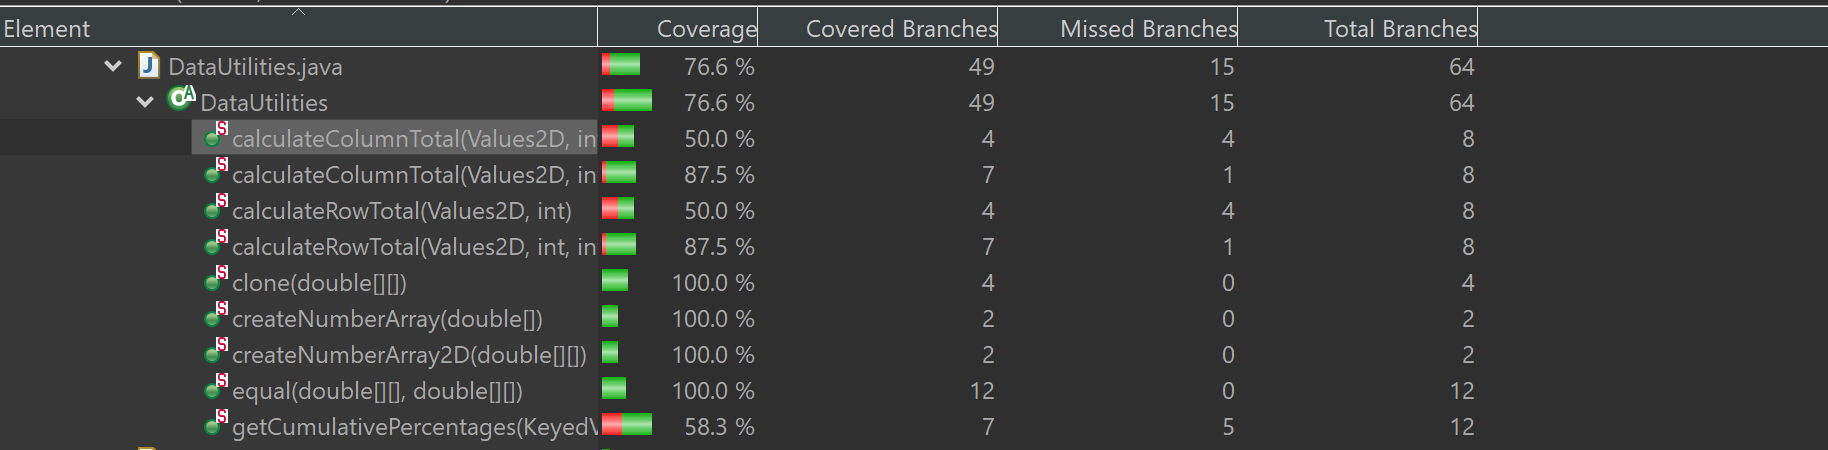 Element Coverage Covered Branches Missed Branches Total Branches
J DataUtilities.java 76.6 % 49 15 64
A DataUtilities 76.6 % 49 15 64
S calculateColumnTotal(Values2D, in 50.0 % 4 4 8
S calculateColumnTotal(Values2D, in 87.5 % 7 1 8
S calculateRowTotal(Values2D, int) 50.0 % 4 4 8
S calculateRowTotal(Values2D, int, in 87.5 % 7 1 8
S clone(double[][]) 100.0 % 4 0 4
S createNumberArray(double[]) 100.0 % 2 0 2
S createNumberArray2D(double[][]) 100.0 % 2 0 2
S equal(double[][], double[][]) 100.0 % 12 0 12
S getCumulativePercentages(KeyedV 58.3 % 7 5 12